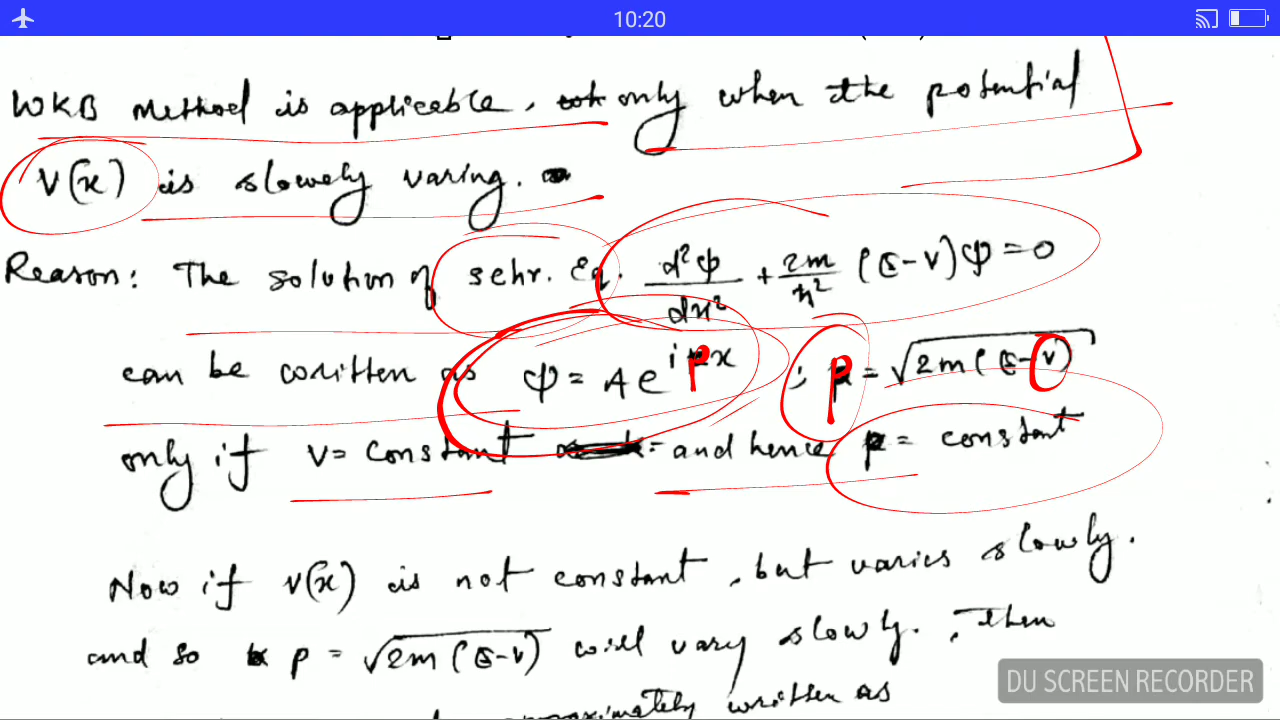 10:20
WKB Method is applicable, only when the potential
V(x) is slowely varing.
Reason: The solution of schr. Eq. d²ψ/dx² + 2m/ħ² (E-V)ψ = 0
can be written as ψ = A e^{ipx} ; p = √2m(E-V)
only if V = Constant and hence p = constant
Now if V(x) is not constant, but varies slowly.
and so p = √2m(E-V) will vary slowly. Then
written as
DU SCREEN RECORDER